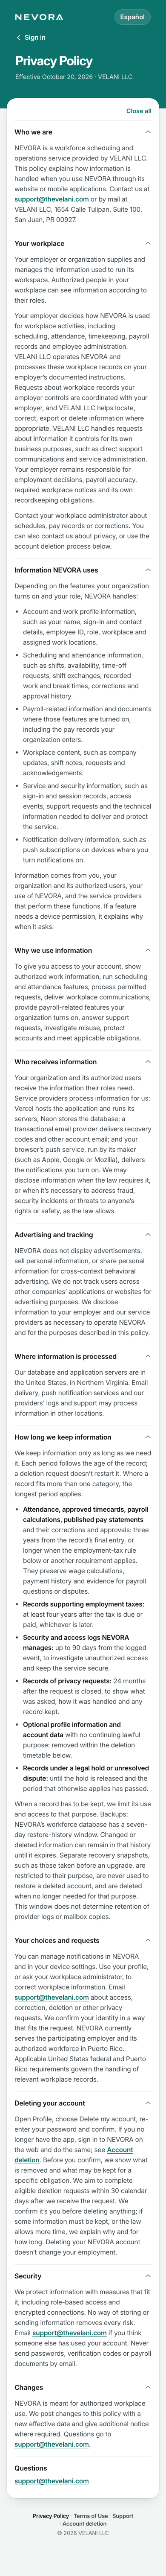 NEVORA
Español
Sign in
Privacy Policy
Effective October 20, 2026 · VELANI LLC
Close all
Who we are
NEVORA is a workforce scheduling and
operations service provided by VELANI LLC.
This policy explains how information is
handled when you use NEVORA through its
website or mobile applications. Contact us at
support@thevelani.com or by mail at
VELANI LLC, 1654 Calle Tulipan, Suite 100,
San Juan, PR 00927.
Your workplace
Your employer or organization supplies and
manages the information used to run its
workspace. Authorized people in your
workplace can see information according to
their roles.
Your employer decides how NEVORA is used
for workplace activities, including
scheduling, attendance, timekeeping, payroll
records and employee administration.
VELANI LLC operates NEVORA and
processes these workplace records on your
employer's documented instructions.
Requests about workplace records your
employer controls are coordinated with your
employer, and VELANI LLC helps locate,
correct, export or delete information where
appropriate. VELANI LLC handles requests
about information it controls for its own
business purposes, such as direct support
communications and service administration.
Your employer remains responsible for
employment decisions, payroll accuracy,
required workplace notices and its own
recordkeeping obligations.
Contact your workplace administrator about
schedules, pay records or corrections. You
can also contact us about privacy, or use the
account deletion process below.
Information NEVORA uses
Depending on the features your organization
turns on and your role, NEVORA handles:
• Account and work profile information,
such as your name, sign-in and contact
details, employee ID, role, workplace and
assigned work locations.
• Scheduling and attendance information,
such as shifts, availability, time-off
requests, shift exchanges, recorded
work and break times, corrections and
approval history.
• Payroll-related information and documents
where those features are turned on,
including the pay records your
organization enters.
• Workplace content, such as company
updates, shift notes, requests and
acknowledgements.
• Service and security information, such as
sign-in and session records, access
events, support requests and the technical
information needed to deliver and protect
the service.
• Notification delivery information, such as
push subscriptions on devices where you
turn notifications on.
Information comes from you, your
organization and its authorized users, your
use of NEVORA, and the service providers
that perform these functions. If a feature
needs a device permission, it explains why
when it asks.
Why we use information
To give you access to your account, show
authorized work information, run scheduling
and attendance features, process permitted
requests, deliver workplace communications,
provide payroll-related features your
organization turns on, answer support
requests, investigate misuse, protect
accounts and meet applicable obligations.
Who receives information
Your organization and its authorized users
receive the information their roles need.
Service providers process information for us:
Vercel hosts the application and runs its
servers; Neon stores the database; a
transactional email provider delivers recovery
codes and other account email; and your
browser's push service, run by its maker
(such as Apple, Google or Mozilla), delivers
the notifications you turn on. We may
disclose information when the law requires it,
or when it's necessary to address fraud,
security incidents or threats to anyone's
rights or safety, as the law allows.
Advertising and tracking
NEVORA does not display advertisements,
sell personal information, or share personal
information for cross-context behavioral
advertising. We do not track users across
other companies' applications or websites for
advertising purposes. We disclose
information to your employer and our service
providers as necessary to operate NEVORA
and for the purposes described in this policy.
Where information is processed
Our database and application servers are in
the United States, in Northern Virginia. Email
delivery, push notification services and our
providers' logs and support may process
information in other locations.
How long we keep information
We keep information only as long as we need
it. Each period follows the age of the record;
a deletion request doesn't restart it. Where a
record fits more than one category, the
longest period applies.
• Attendance, approved timecards, payroll
calculations, published pay statements
and their corrections and approvals: three
years from the record's final entry, or
longer when the employment tax rule
below or another requirement applies.
They preserve wage calculations,
payment history and evidence for payroll
questions or disputes.
• Records supporting employment taxes:
at least four years after the tax is due or
paid, whichever is later.
• Security and access logs NEVORA
manages: up to 90 days from the logged
event, to investigate unauthorized access
and keep the service secure.
• Records of privacy requests: 24 months
after the request is closed, to show what
was asked, how it was handled and any
record kept.
• Optional profile information and
account data with no continuing lawful
purpose: removed within the deletion
timetable below.
• Records under a legal hold or unresolved
dispute: until the hold is released and the
period that otherwise applies has passed.
When a record has to be kept, we limit its use
and access to that purpose. Backups:
NEVORA's workforce database has a seven-
day restore-history window. Changed or
deleted information can remain in that history
until it expires. Separate recovery snapshots,
such as those taken before an upgrade, are
restricted from ordinary use, are never used
to restore a deleted account, and are deleted
when no longer needed for that purpose.
This window does not determine retention of
provider logs or mailbox copies.
Your choices and requests
You can manage notifications in NEVORA
and in your device settings. Use your profile,
or ask your workplace administrator, to
correct workplace information. Email
support@thevelani.com about access,
correction, deletion or other privacy
requests. We confirm your identity in a way
that fits the request. NEVORA currently
serves the participating employer and its
authorized workforce in Puerto Rico.
Applicable United States federal and Puerto
Rico requirements govern the handling of
relevant workplace records.
Deleting your account
Open Profile, choose Delete my account, re-
enter your password and confirm. If you no
longer have the app, sign in to NEVORA on
the web and do the same; see Account
deletion. Before you confirm, we show what
is removed and what may be kept for a
specific obligation. We aim to complete
eligible deletion requests within 30 calendar
days after we receive the request. We
confirm it's you before deleting anything; if
some information must be kept, or the law
allows more time, we explain why and for
how long. Deleting your NEVORA account
doesn't change your employment.
Security
We protect information with measures that fit
it, including role-based access and
encrypted connections. No way of storing or
sending information removes every risk.
Email support@thevelani.com if you think
someone else has used your account. Never
send passwords, verification codes or payroll
documents by email.
Changes
NEVORA is meant for authorized workplace
use. We post changes to this policy with a
new effective date and give additional notice
where required. Questions go to
support@thevelani.com.
Questions
support@thevelani.com
Privacy Policy · Terms of Use · Support
· Account deletion
© 2026 VELANI LLC